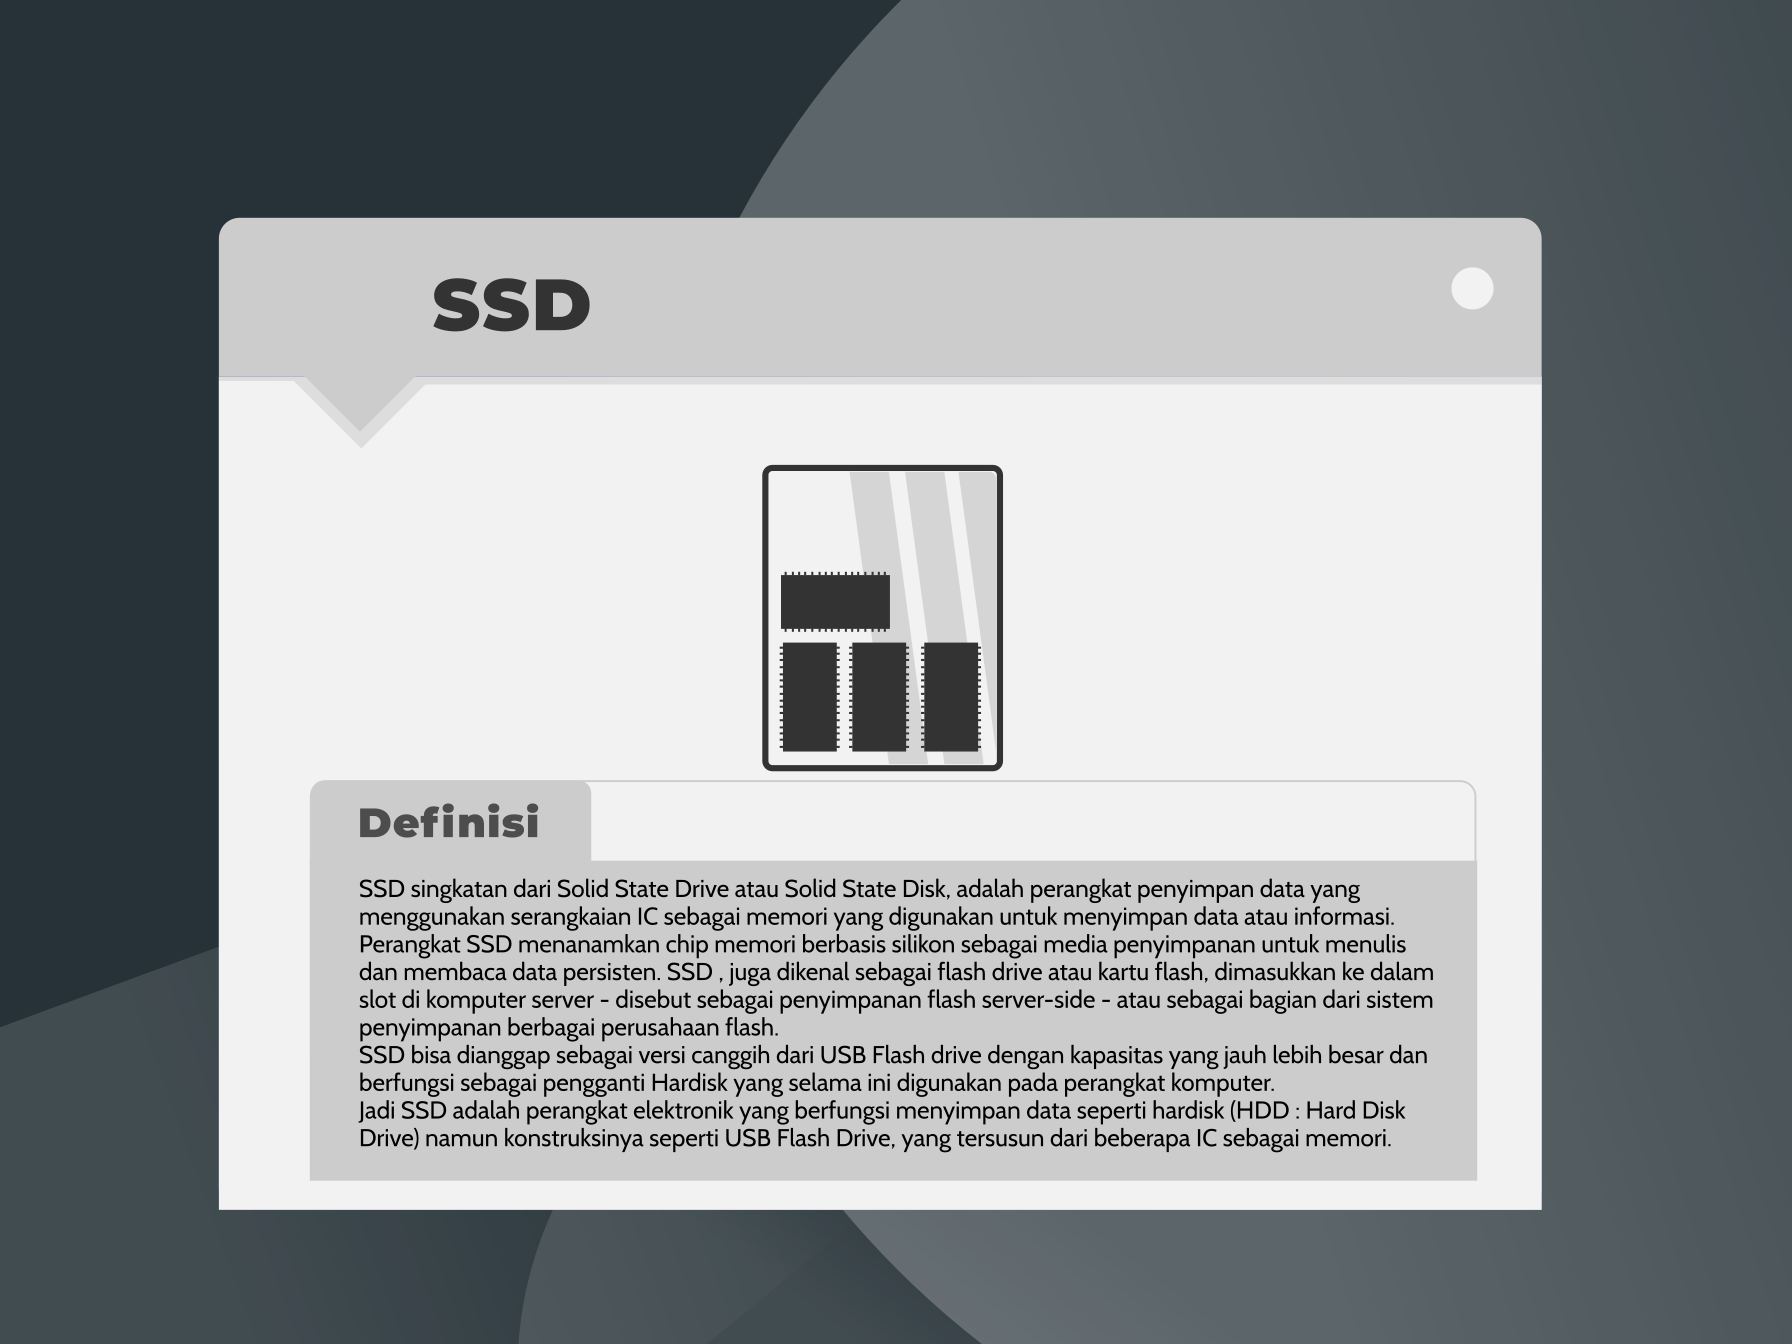 SSD
Definisi
SSD singkatan dari Solid State Drive atau Solid State Disk, adalah perangkat penyimpan data yang
menggunakan serangkaian IC sebagai memori yang digunakan untuk menyimpan data atau informasi.
Perangkat SSD menanamkan chip memori berbasis silikon sebagai media penyimpanan untuk menulis
dan membaca data persisten. SSD , juga dikenal sebagai flash drive atau kartu flash, dimasukkan ke dalam
slot di komputer server - disebut sebagai penyimpanan flash server-side - atau sebagai bagian dari sistem
penyimpanan berbagai perusahaan flash.
SSD bisa dianggap sebagai versi canggih dari USB Flash drive dengan kapasitas yang jauh lebih besar dan
berfungsi sebagai pengganti Hardisk yang selama ini digunakan pada perangkat komputer.
Jadi SSD adalah perangkat elektronik yang berfungsi menyimpan data seperti hardisk (HDD : Hard Disk
Drive) namun konstruksinya seperti USB Flash Drive, yang tersusun dari beberapa IC sebagai memori.